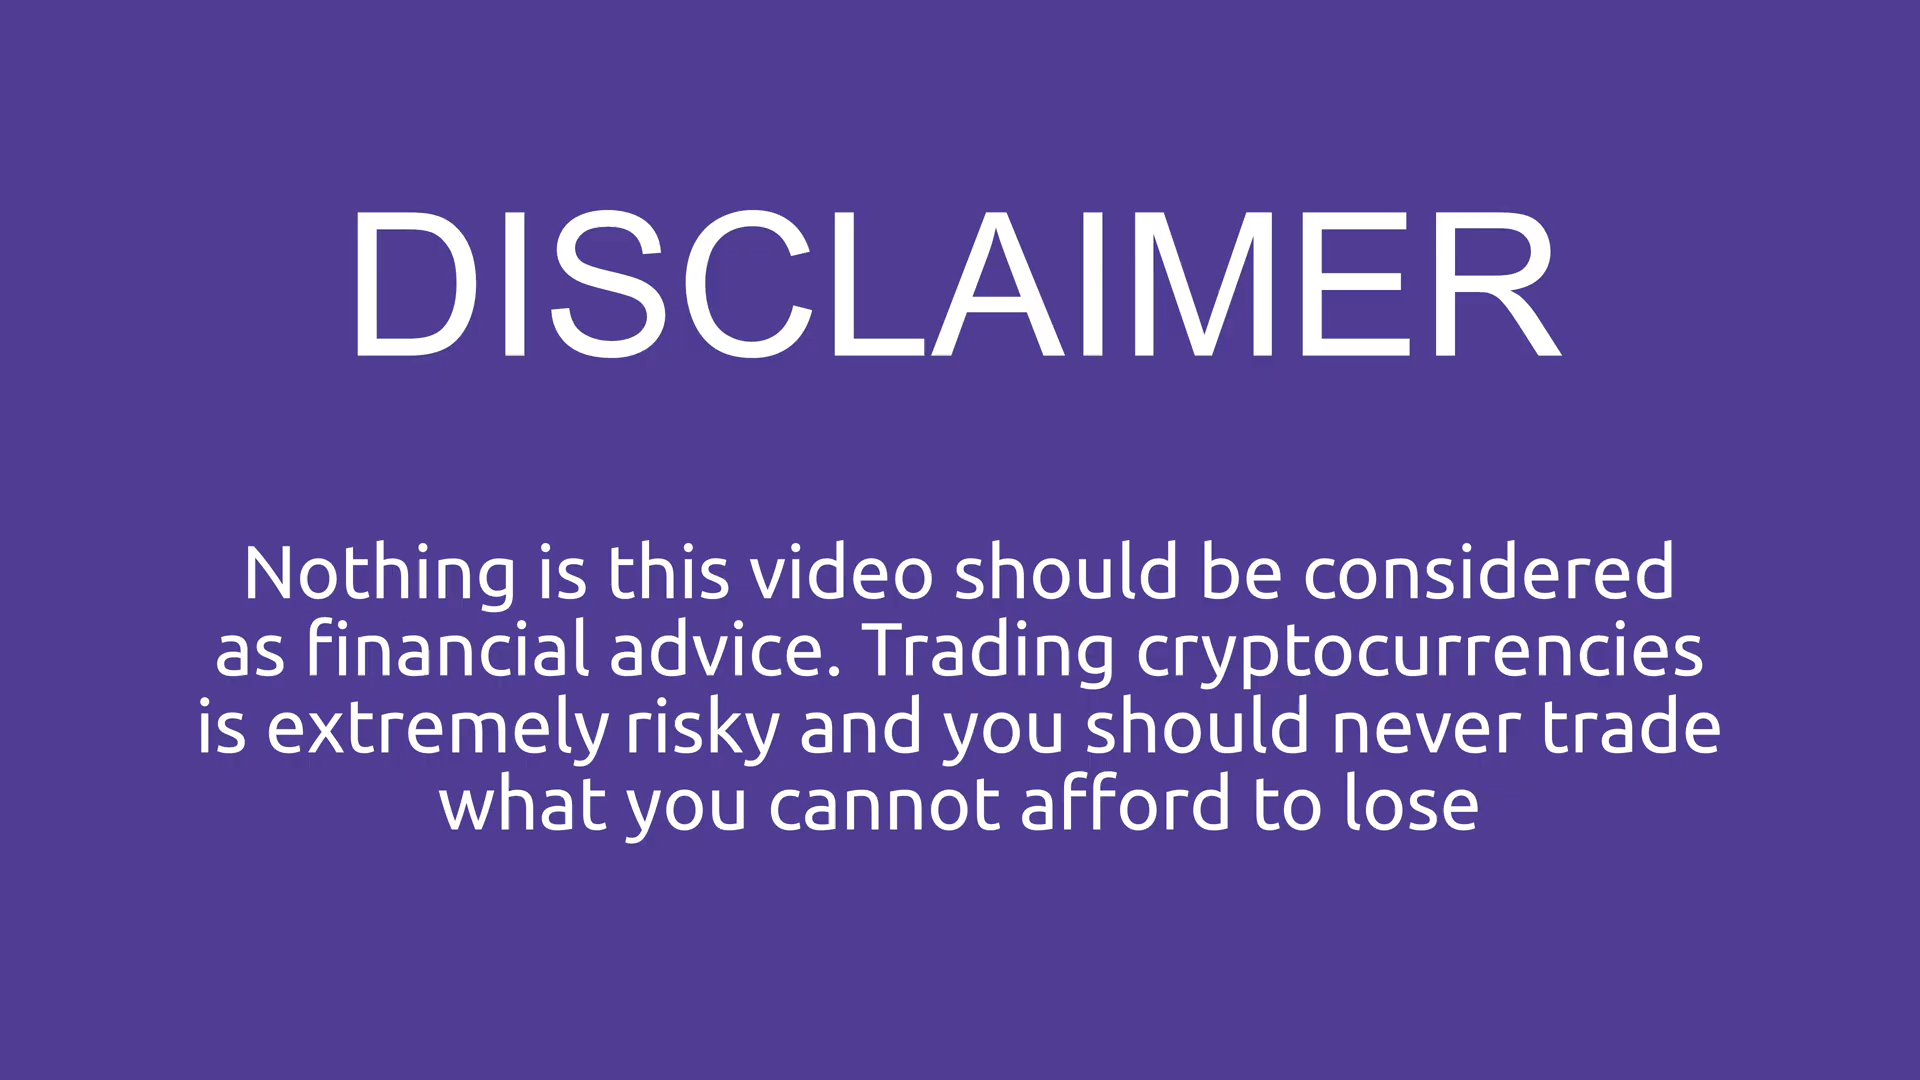 DISCLAIMER
Nothing is this video should be considered
as financial advice. Trading cryptocurrencies
is extremely risky and you should never trade
what you cannot afford to lose